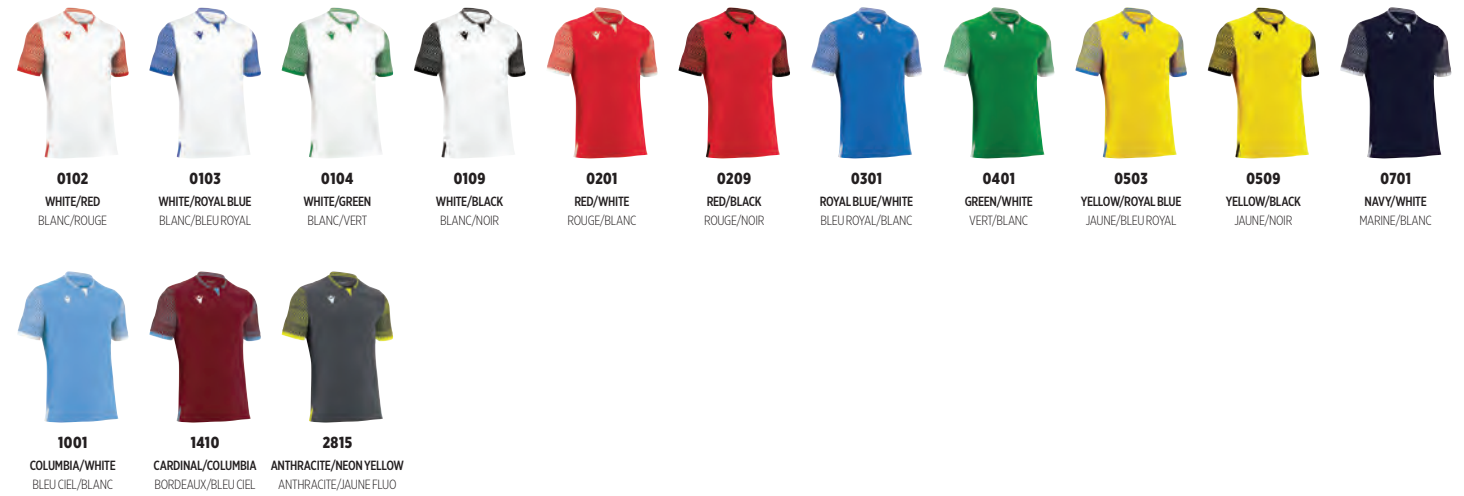 0102
WHITE/RED
BLANC/ROUGE
0103
WHITE/ROYAL BLUE
BLANC/BLEU ROYAL
0104
WHITE/GREEN
BLANC/VERT
0109
WHITE/BLACK
BLANC/NOIR
0201
RED/WHITE
ROUGE/BLANC
0209
RED/BLACK
ROUGE/NOIR
0301
ROYAL BLUE/WHITE
BLEU ROYAL/BLANC
0401
GREEN/WHITE
VERT/BLANC
0503
YELLOW/ROYAL BLUE
JAUNE/BLEU ROYAL
0509
YELLOW/BLACK
JAUNE/NOIR
0701
NAVY/WHITE
MARINE/BLANC
1001
COLUMBIA/WHITE
BLEU CIEL/BLANC
1410
CARDINAL/COLUMBIA
BORDEAUX/BLEU CIEL
2815
ANTHRACITE/NEON YELLOW
ANTHRACITE/JAUNE FLUO